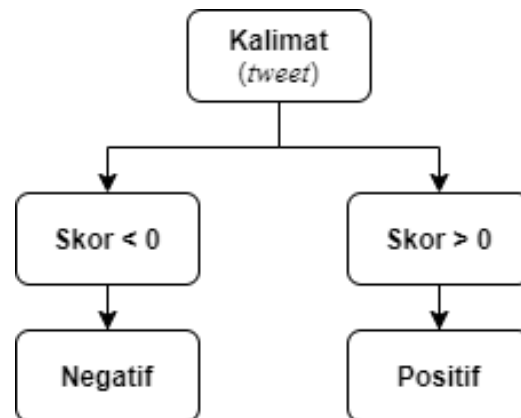 Kalimat
(tweet)
Skor < 0
Skor > 0
Negatif
Positif